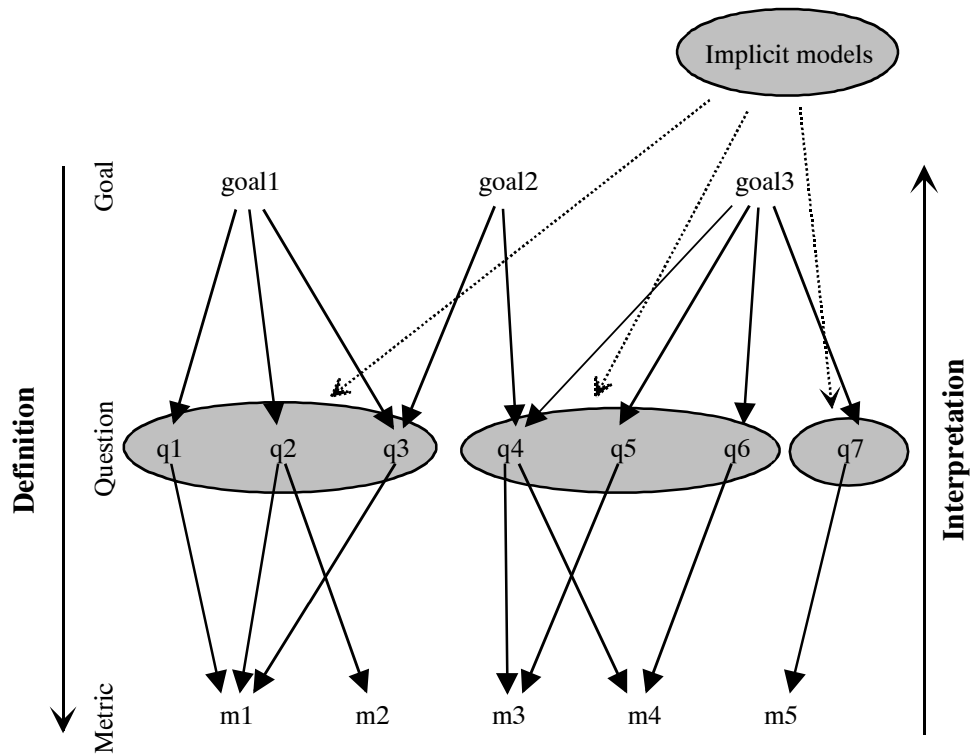 Implicit models
Goal
goal1 goal2 goal3
Definition
Question
q1 q2 q3 q4 q5 q6 q7
Interpretation
Metric
m1 m2 m3 m4 m5